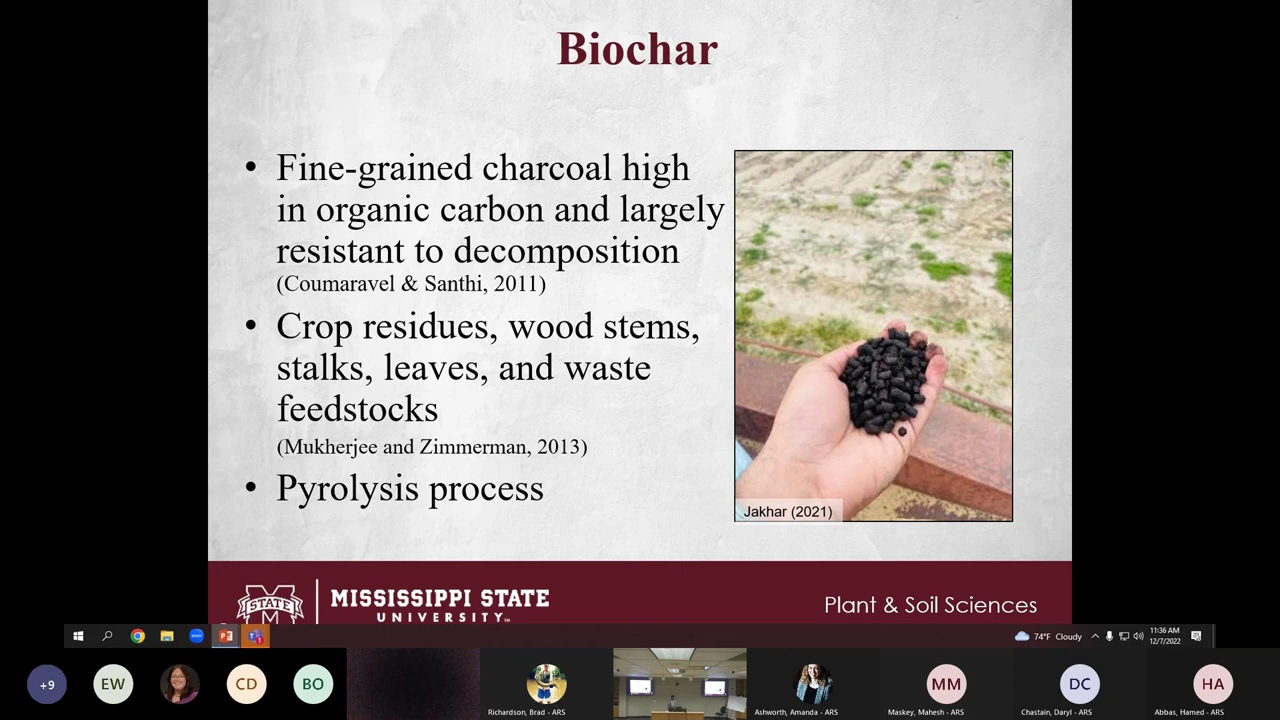 Biochar
• Fine-grained charcoal high
in organic carbon and largely
resistant to decomposition
(Coumaravel & Santhi, 2011)
• Crop residues, wood stems,
stalks, leaves, and waste
feedstocks
(Mukherjee and Zimmerman, 2013)
• Pyrolysis process
Jakhar (2021)
STATE
M
MISSISSIPPI STATE
UNIVERSITY™
Plant & Soil Sciences
74°F Cloudy
11:36 AM
12/7/2022
+9
EW
CD
BO
MM
DC
HA
Richardson, Brad - ARS
Ashworth, Amanda - ARS
Maskey, Mahesh - ARS
Chastain, Daryl - ARS
Abbas, Hamed - ARS